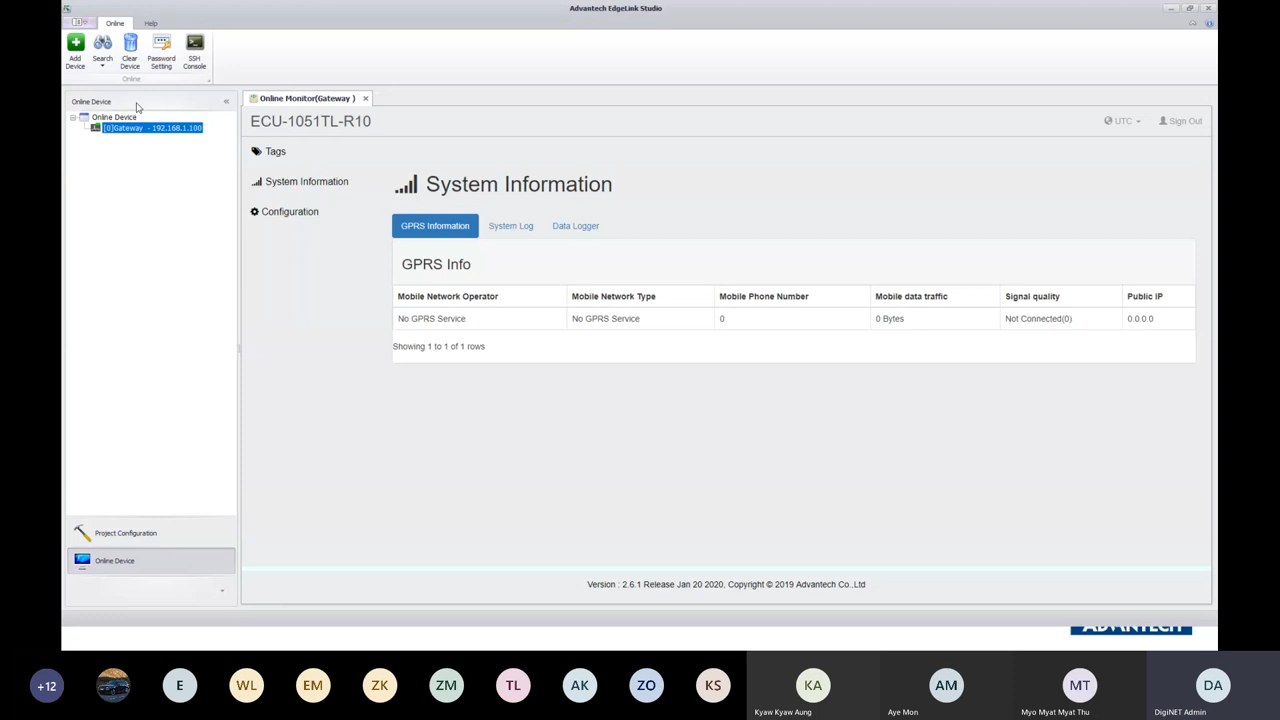 Advantech EdgeLink Studio
Online
Help
Add Device
Search
Clear Device
Password Setting
SSH Console
Online
Online Device
Online Monitor(Gateway )
Online Device
[0]Gateway - 192.168.1.100
ECU-1051TL-R10
UTC
Sign Out
Tags
System Information
Configuration
System Information
GPRS Information
System Log
Data Logger
GPRS Info
Mobile Network Operator
Mobile Network Type
Mobile Phone Number
Mobile data traffic
Signal quality
Public IP
No GPRS Service
No GPRS Service
0
0 Bytes
Not Connected(0)
0.0.0.0
Showing 1 to 1 of 1 rows
Project Configuration
Online Device
Version : 2.6.1 Release Jan 20 2020, Copyright © 2019 Advantech Co.,Ltd
ADVANTECH
+12
E
WL
EM
ZK
ZM
TL
AK
ZO
KS
KA
AM
MT
DA
Kyaw Kyaw Aung
Aye Mon
Myo Myat Myat Thu
DigiNET Admin